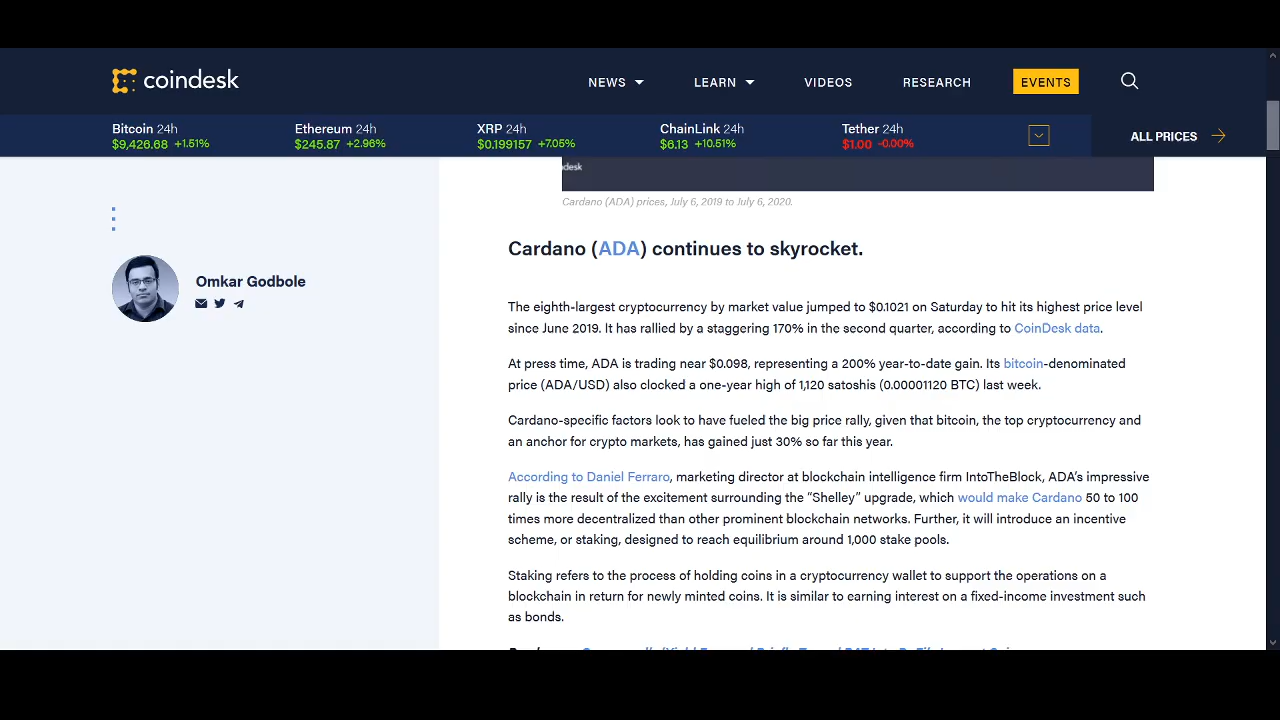 coindesk
NEWS LEARN VIDEOS RESEARCH EVENTS
Bitcoin 24h Ethereum 24h XRP 24h ChainLink 24h Tether 24h
$9,426.68 +1.51% $245.87 +2.96% $0.199157 +7.05% $6.13 +10.51% $1.00 -0.00%
ALL PRICES
desk
Cardano (ADA) prices, July 6, 2019 to July 6, 2020.
Omkar Godbole
Cardano (ADA) continues to skyrocket.
The eighth-largest cryptocurrency by market value jumped to $0.1021 on Saturday to hit its highest price level
since June 2019. It has rallied by a staggering 170% in the second quarter, according to CoinDesk data.
At press time, ADA is trading near $0.098, representing a 200% year-to-date gain. Its bitcoin-denominated
price (ADA/USD) also clocked a one-year high of 1,120 satoshis (0.00001120 BTC) last week.
Cardano-specific factors look to have fueled the big price rally, given that bitcoin, the top cryptocurrency and
an anchor for crypto markets, has gained just 30% so far this year.
According to Daniel Ferraro, marketing director at blockchain intelligence firm IntoTheBlock, ADA's impressive
rally is the result of the excitement surrounding the “Shelley” upgrade, which would make Cardano 50 to 100
times more decentralized than other prominent blockchain networks. Further, it will introduce an incentive
scheme, or staking, designed to reach equilibrium around 1,000 stake pools.
Staking refers to the process of holding coins in a cryptocurrency wallet to support the operations on a
blockchain in return for newly minted coins. It is similar to earning interest on a fixed-income investment such
as bonds.